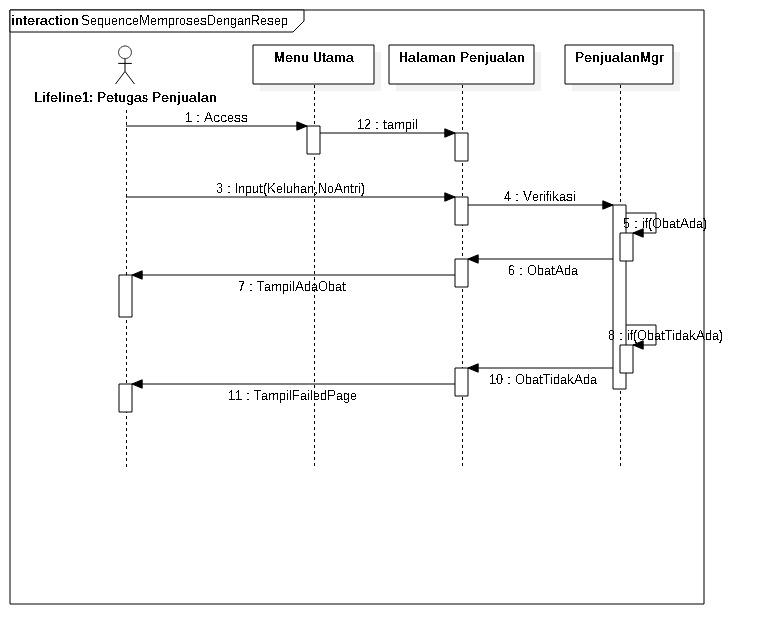 interaction SequenceMemprosesDenganResep
Menu Utama
Halaman Penjualan
PenjualanMgr
Lifeline1: Petugas Penjualan
1 : Access
12 : tampil
3 : Input(Keluhan,NoAntri)
4 : Verifikasi
5 : if(ObatAda)
6 : ObatAda
7 : TampilAdaObat
8 : if(ObatTidakAda)
10 : ObatTidakAda
11 : TampilFailedPage